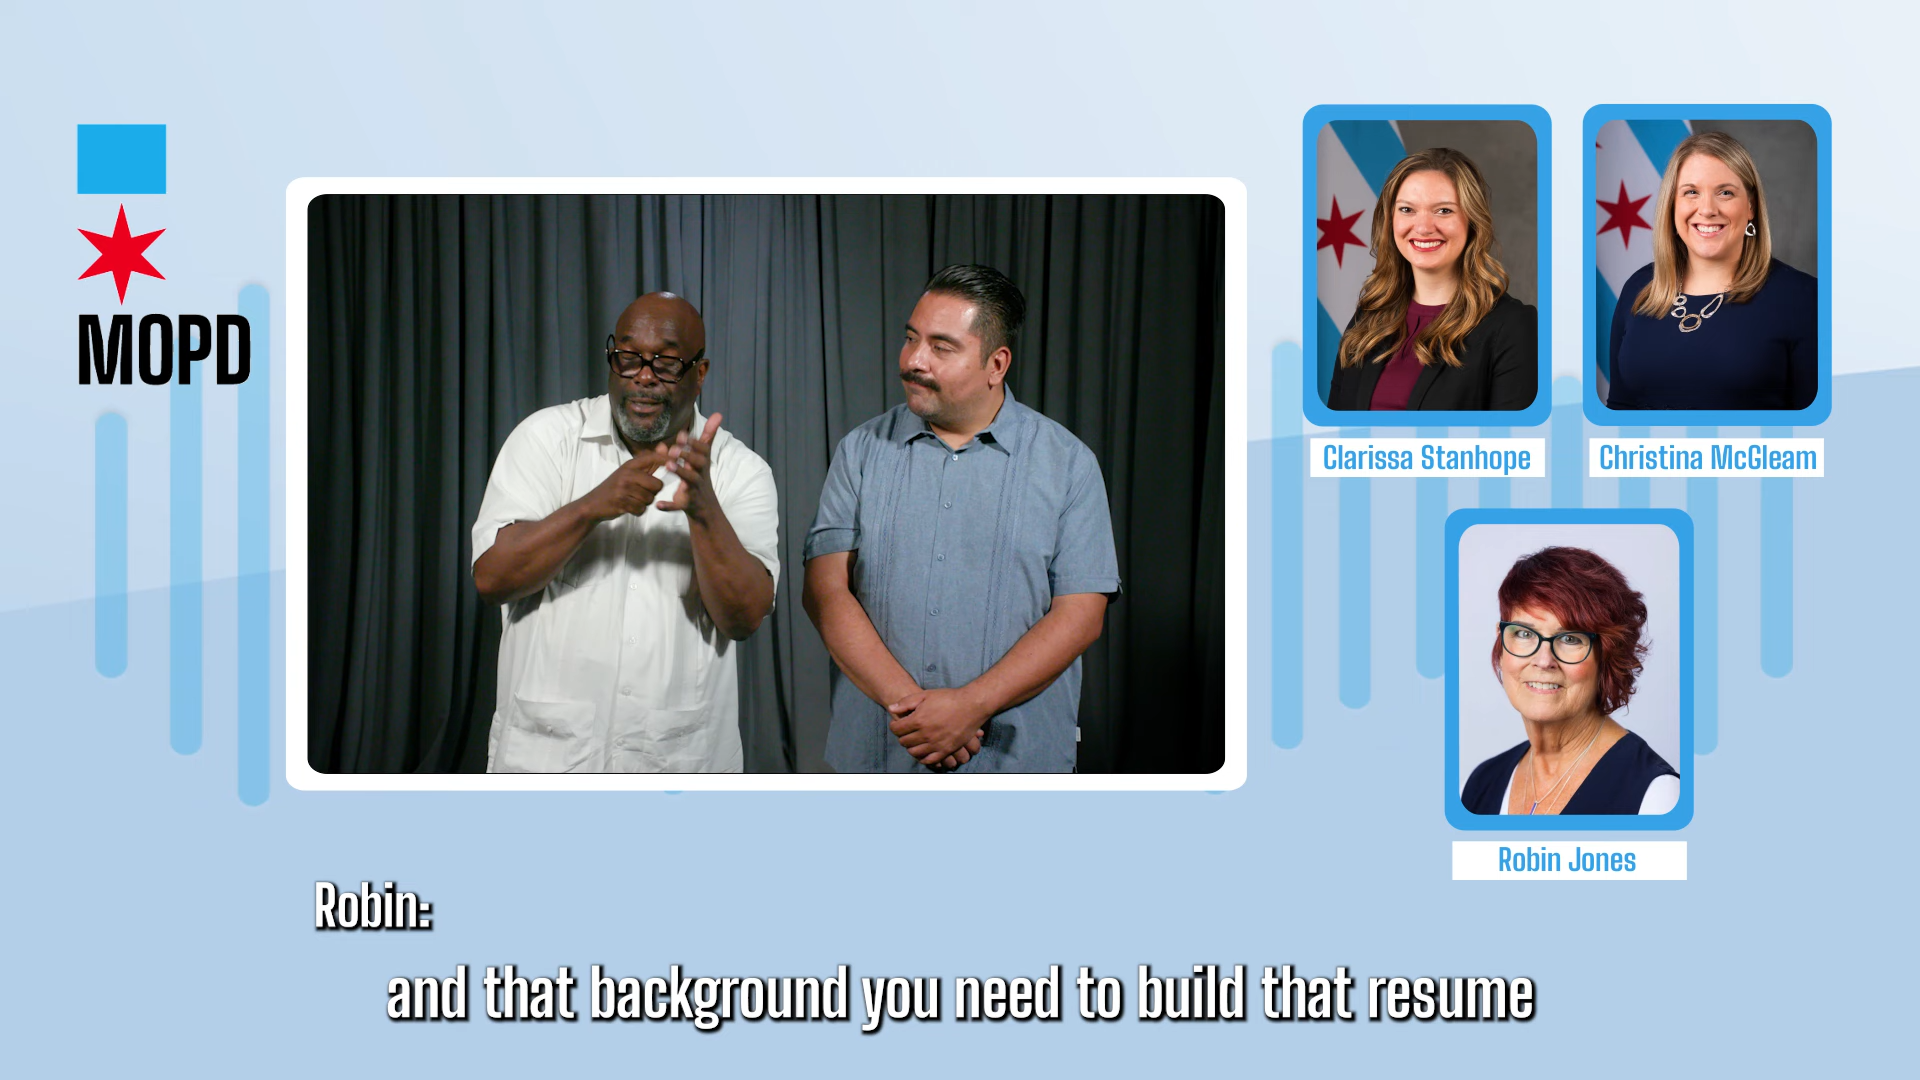 MOPD
Clarissa Stanhope
Christina McGleam
Robin Jones
Robin:
and that background you need to build that resume